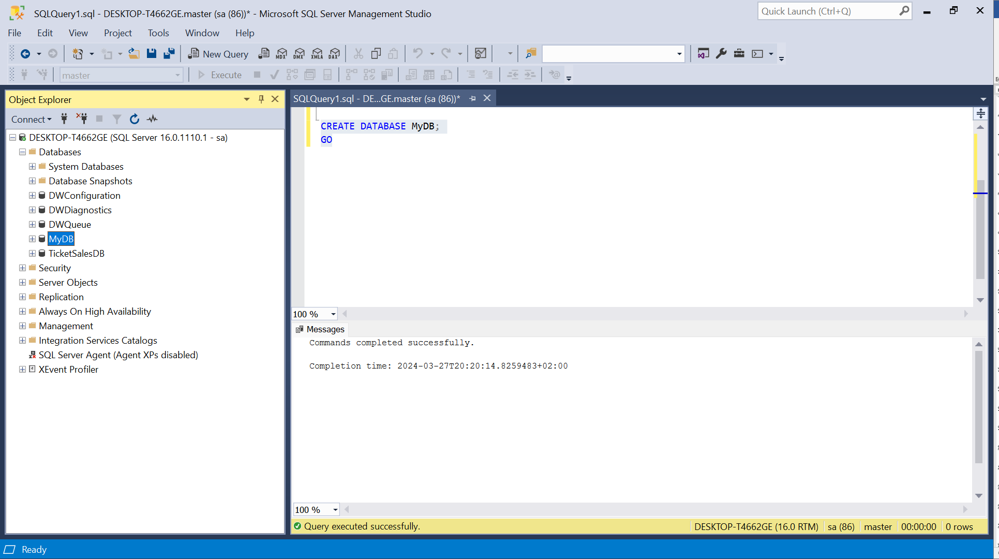 SQLQuery1.sql - DESKTOP-T4662GE.master (sa (86))* - Microsoft SQL Server Management Studio
Quick Launch (Ctrl+Q)
File Edit View Project Tools Window Help
New Query MDX DMX XMLA DAX
master Execute
Object Explorer
Connect
DESKTOP-T4662GE (SQL Server 16.0.1110.1 - sa)
Databases
System Databases
Database Snapshots
DWConfiguration
DWDiagnostics
DWQueue
MyDB
TicketSalesDB
Security
Server Objects
Replication
Always On High Availability
Management
Integration Services Catalogs
SQL Server Agent (Agent XPs disabled)
XEvent Profiler
SQLQuery1.sql - DE...GE.master (sa (86))*
CREATE DATABASE MyDB;
GO
100 %
Messages
Commands completed successfully.
Completion time: 2024-03-27T20:20:14.8259483+02:00
100 %
Query executed successfully. DESKTOP-T4662GE (16.0 RTM) sa (86) master 00:00:00 0 rows
Ready